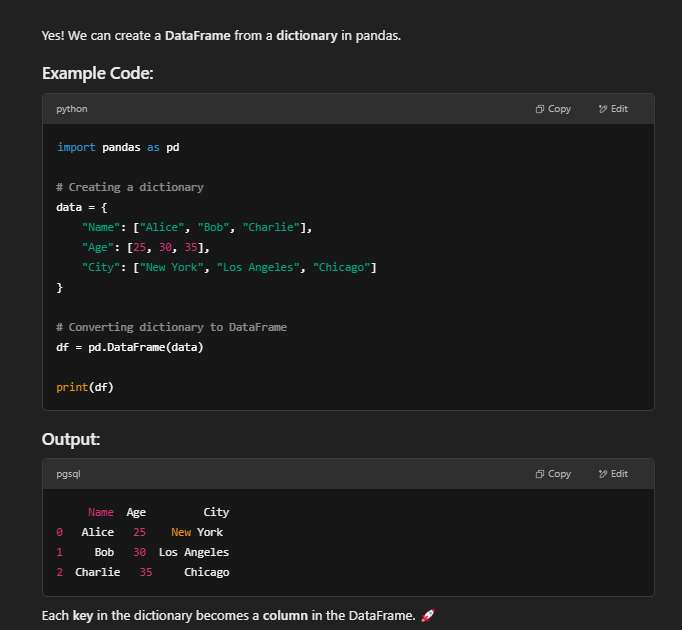 Yes! We can create a DataFrame from a dictionary in pandas.
Example Code:
python Copy Edit
import pandas as pd
# Creating a dictionary
data = {
    "Name": ["Alice", "Bob", "Charlie"],
    "Age": [25, 30, 35],
    "City": ["New York", "Los Angeles", "Chicago"]
}
# Converting dictionary to DataFrame
df = pd.DataFrame(data)
print(df)
Output:
pgsql Copy Edit
     Name  Age         City
0   Alice   25    New York
1     Bob   30  Los Angeles
2  Charlie   35     Chicago
Each key in the dictionary becomes a column in the DataFrame. 🚀